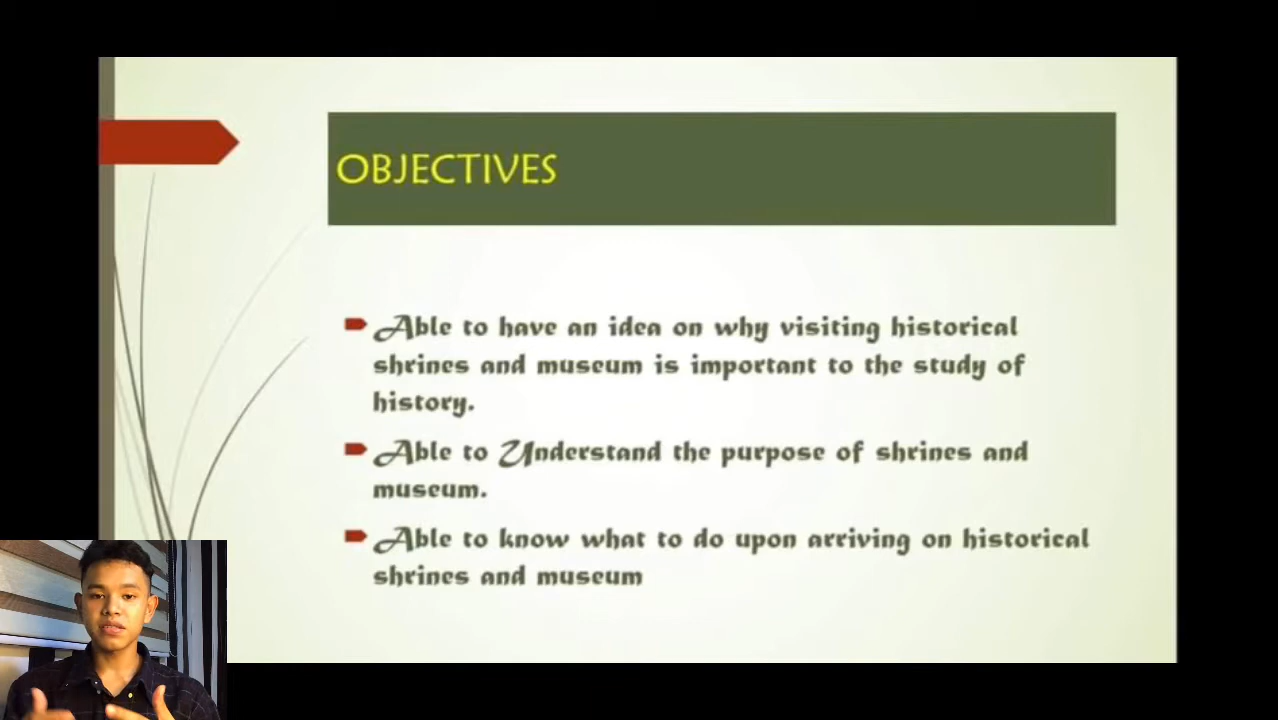 OBJECTIVES
Able to have an idea on why visiting historical
shrines and museum is important to the study of
history.
Able to Understand the purpose of shrines and
museum.
Able to know what to do upon arriving on historical
shrines and museum